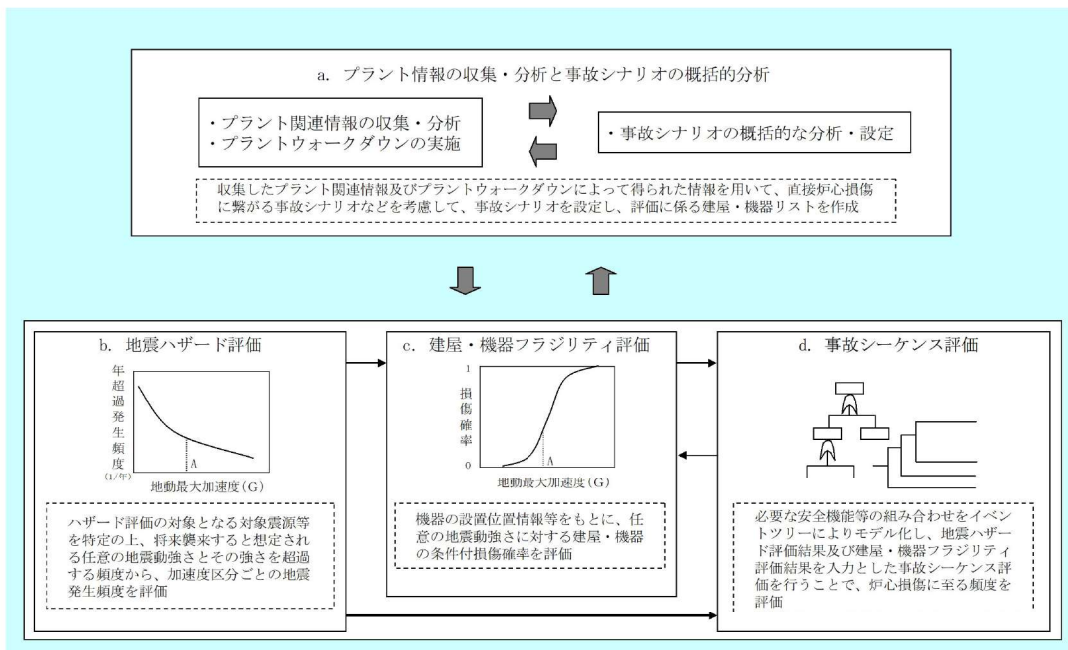 a. プラント情報の収集・分析と事故シナリオの概括的分析
・プラント関連情報の収集・分析
・プラントウォークダウンの実施
・事故シナリオの概括的な分析・設定
収集したプラント関連情報及びプラントウォークダウンによって得られた情報を用いて、直接炉心損傷
に繋がる事故シナリオなどを考慮して、事故シナリオを設定し、評価に係る建屋・機器リストを作成
b. 地震ハザード評価
年超過発生頻度
(1/年)
A
地動最大加速度(G)
ハザード評価の対象となる対象震源等
を特定の上、将来襲来すると想定され
る任意の地震動強さとその強さを超過
する頻度から、加速度区分ごとの地震
発生頻度を評価
c. 建屋・機器フラジリティ評価
1
損傷確率
0
A
地動最大加速度(G)
機器の設置位置情報等をもとに、任
意の地震動強さに対する建屋・機器
の条件付損傷確率を評価
d. 事故シーケンス評価
必要な安全機能等の組み合わせをイベント
ツリーによりモデル化し、地震ハザー
ド評価結果及び建屋・機器フラジリティ
評価結果を入力とした事故シーケンス評
価を行うことで、炉心損傷に至る頻度を
評価